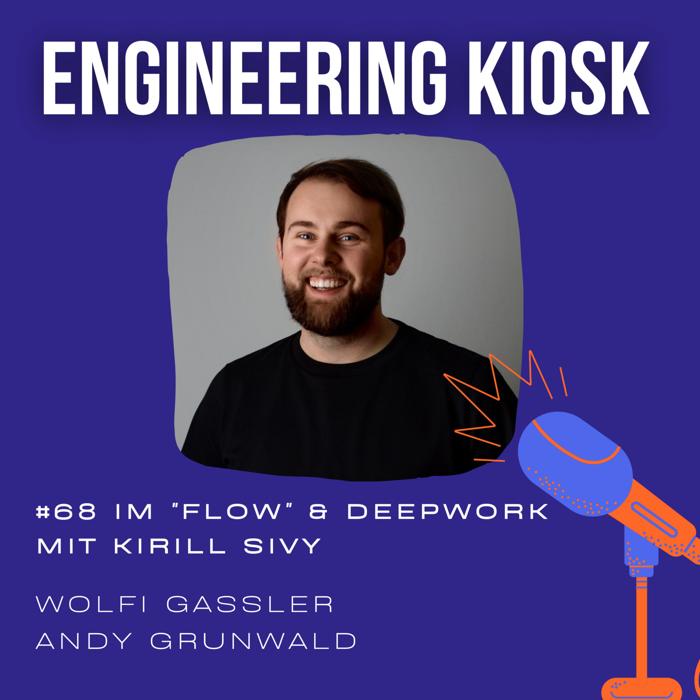 ENGINEERING KIOSK
#68 IM "FLOW" & DEEPWORK
MIT KIRILL SIVY
WOLFI GASSLER
ANDY GRUNWALD